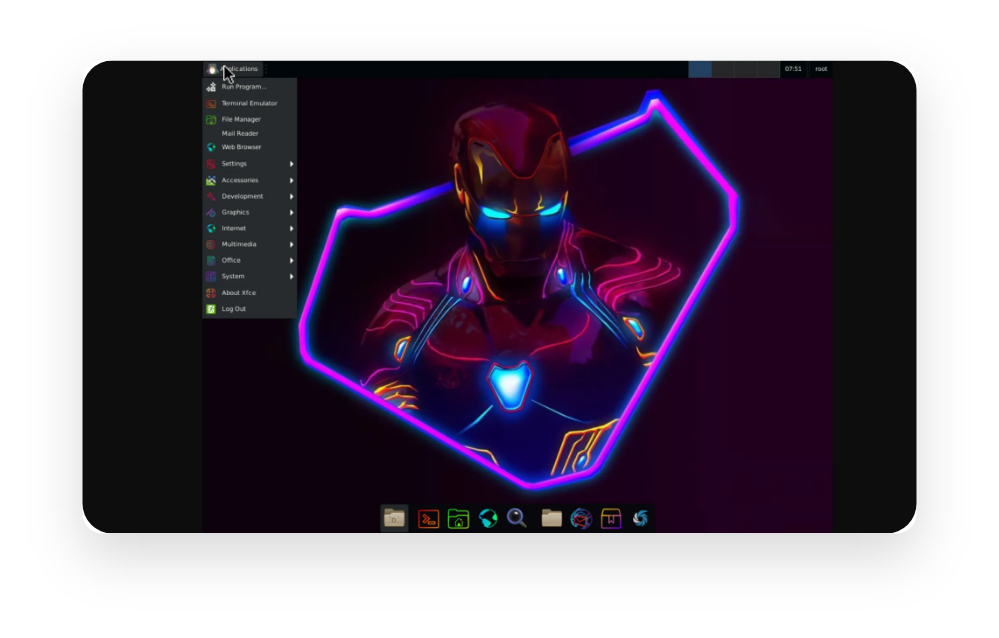 Applications
07:51
root
Run Program...
Terminal Emulator
File Manager
Mail Reader
Web Browser
Settings
Accessories
Development
Graphics
Internet
Multimedia
Office
System
About Xfce
Log Out